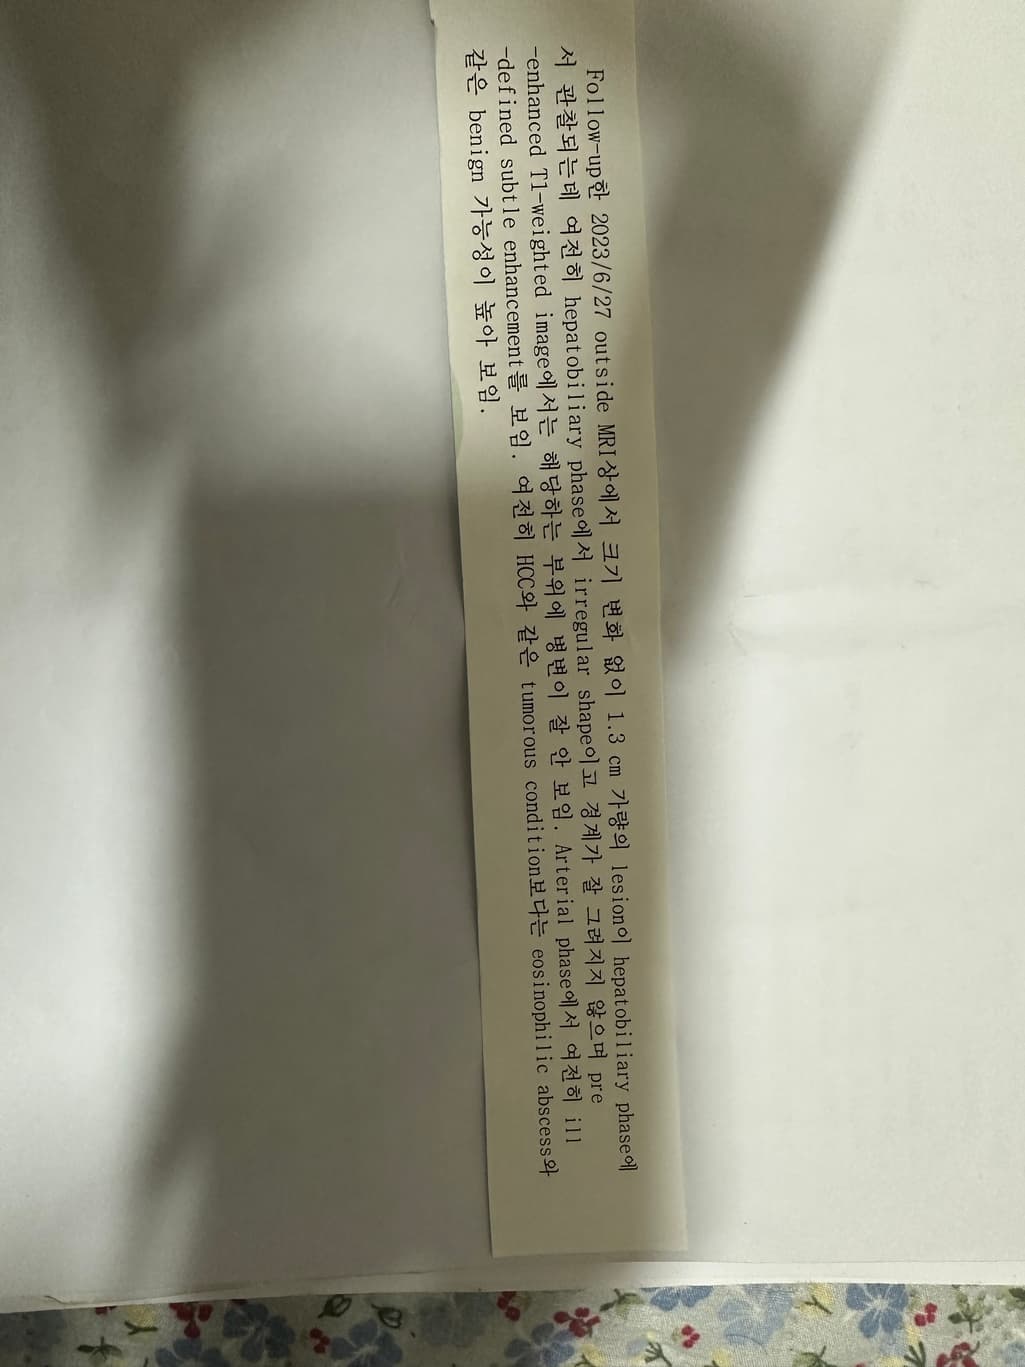 Follow-up한 2023/6/27 outside MRI상에서 크기 변화 없이 1.3 cm 가량의 lesion이 hepatobiliary phase에
서 관찰되는데 여전히 hepatobiliary phase에서 irregular shape이고 경계가 잘 그려지지 않으며 pre
-enhanced T1-weighted image에서는 해당하는 부위에 병변이 잘 안 보임. Arterial phase에서 여전히 ill
-defined subtle enhancement를 보임. 여전히 HCC와 같은 tumorous condition보다는 eosinophilic abscess와
같은 benign 가능성이 높아 보임.